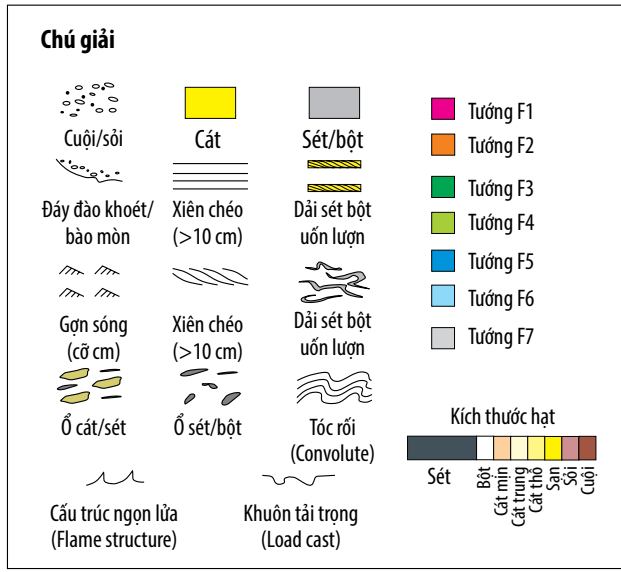 Chú giải
Cuội/sỏi
Cát
Sét/bột
Đáy đào khoét/
bào mòn
Xiên chéo
(>10 cm)
Dải sét bột
uốn lượn
Gợn sóng
(cỡ cm)
Xiên chéo
(>10 cm)
Dải sét bột
uốn lượn
Ổ cát/sét
Ổ sét/bột
Tóc rối
(Convolute)
Cấu trúc ngọn lửa
(Flame structure)
Khuôn tải trọng
(Load cast)
Tướng F1
Tướng F2
Tướng F3
Tướng F4
Tướng F5
Tướng F6
Tướng F7
Kích thước hạt
Sét
Bột
Cát mịn
Cát trung
Cát thô
Sạn
Sỏi
Cuội